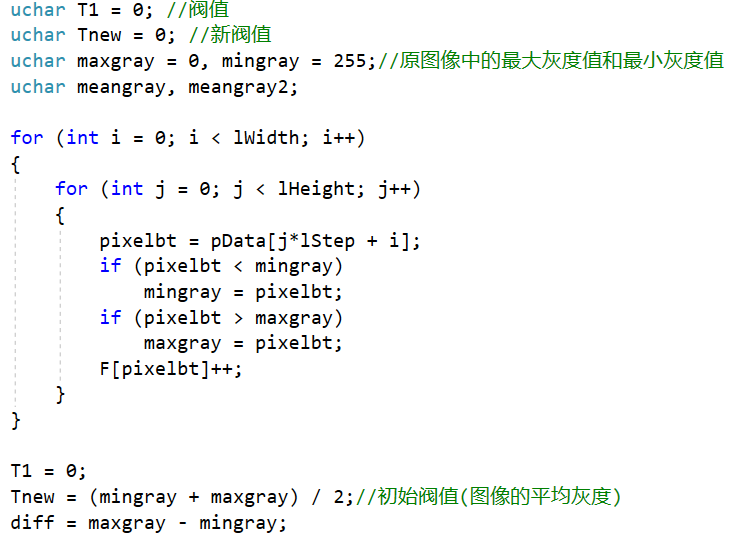 uchar T1 = 0; //阀值
uchar Tnew = 0; //新阀值
uchar maxgray = 0, mingray = 255;//原图像中的最大灰度值和最小灰度值
uchar meangray, meangray2;
for (int i = 0; i < lWidth; i++)
{
for (int j = 0; j < lHeight; j++)
{
pixelbt = pData[j*lStep + i];
if (pixelbt < mingray)
mingray = pixelbt;
if (pixelbt > maxgray)
maxgray = pixelbt;
F[pixelbt]++;
}
}
T1 = 0;
Tnew = (mingray + maxgray) / 2;//初始阀值(图像的平均灰度)
diff = maxgray - mingray;